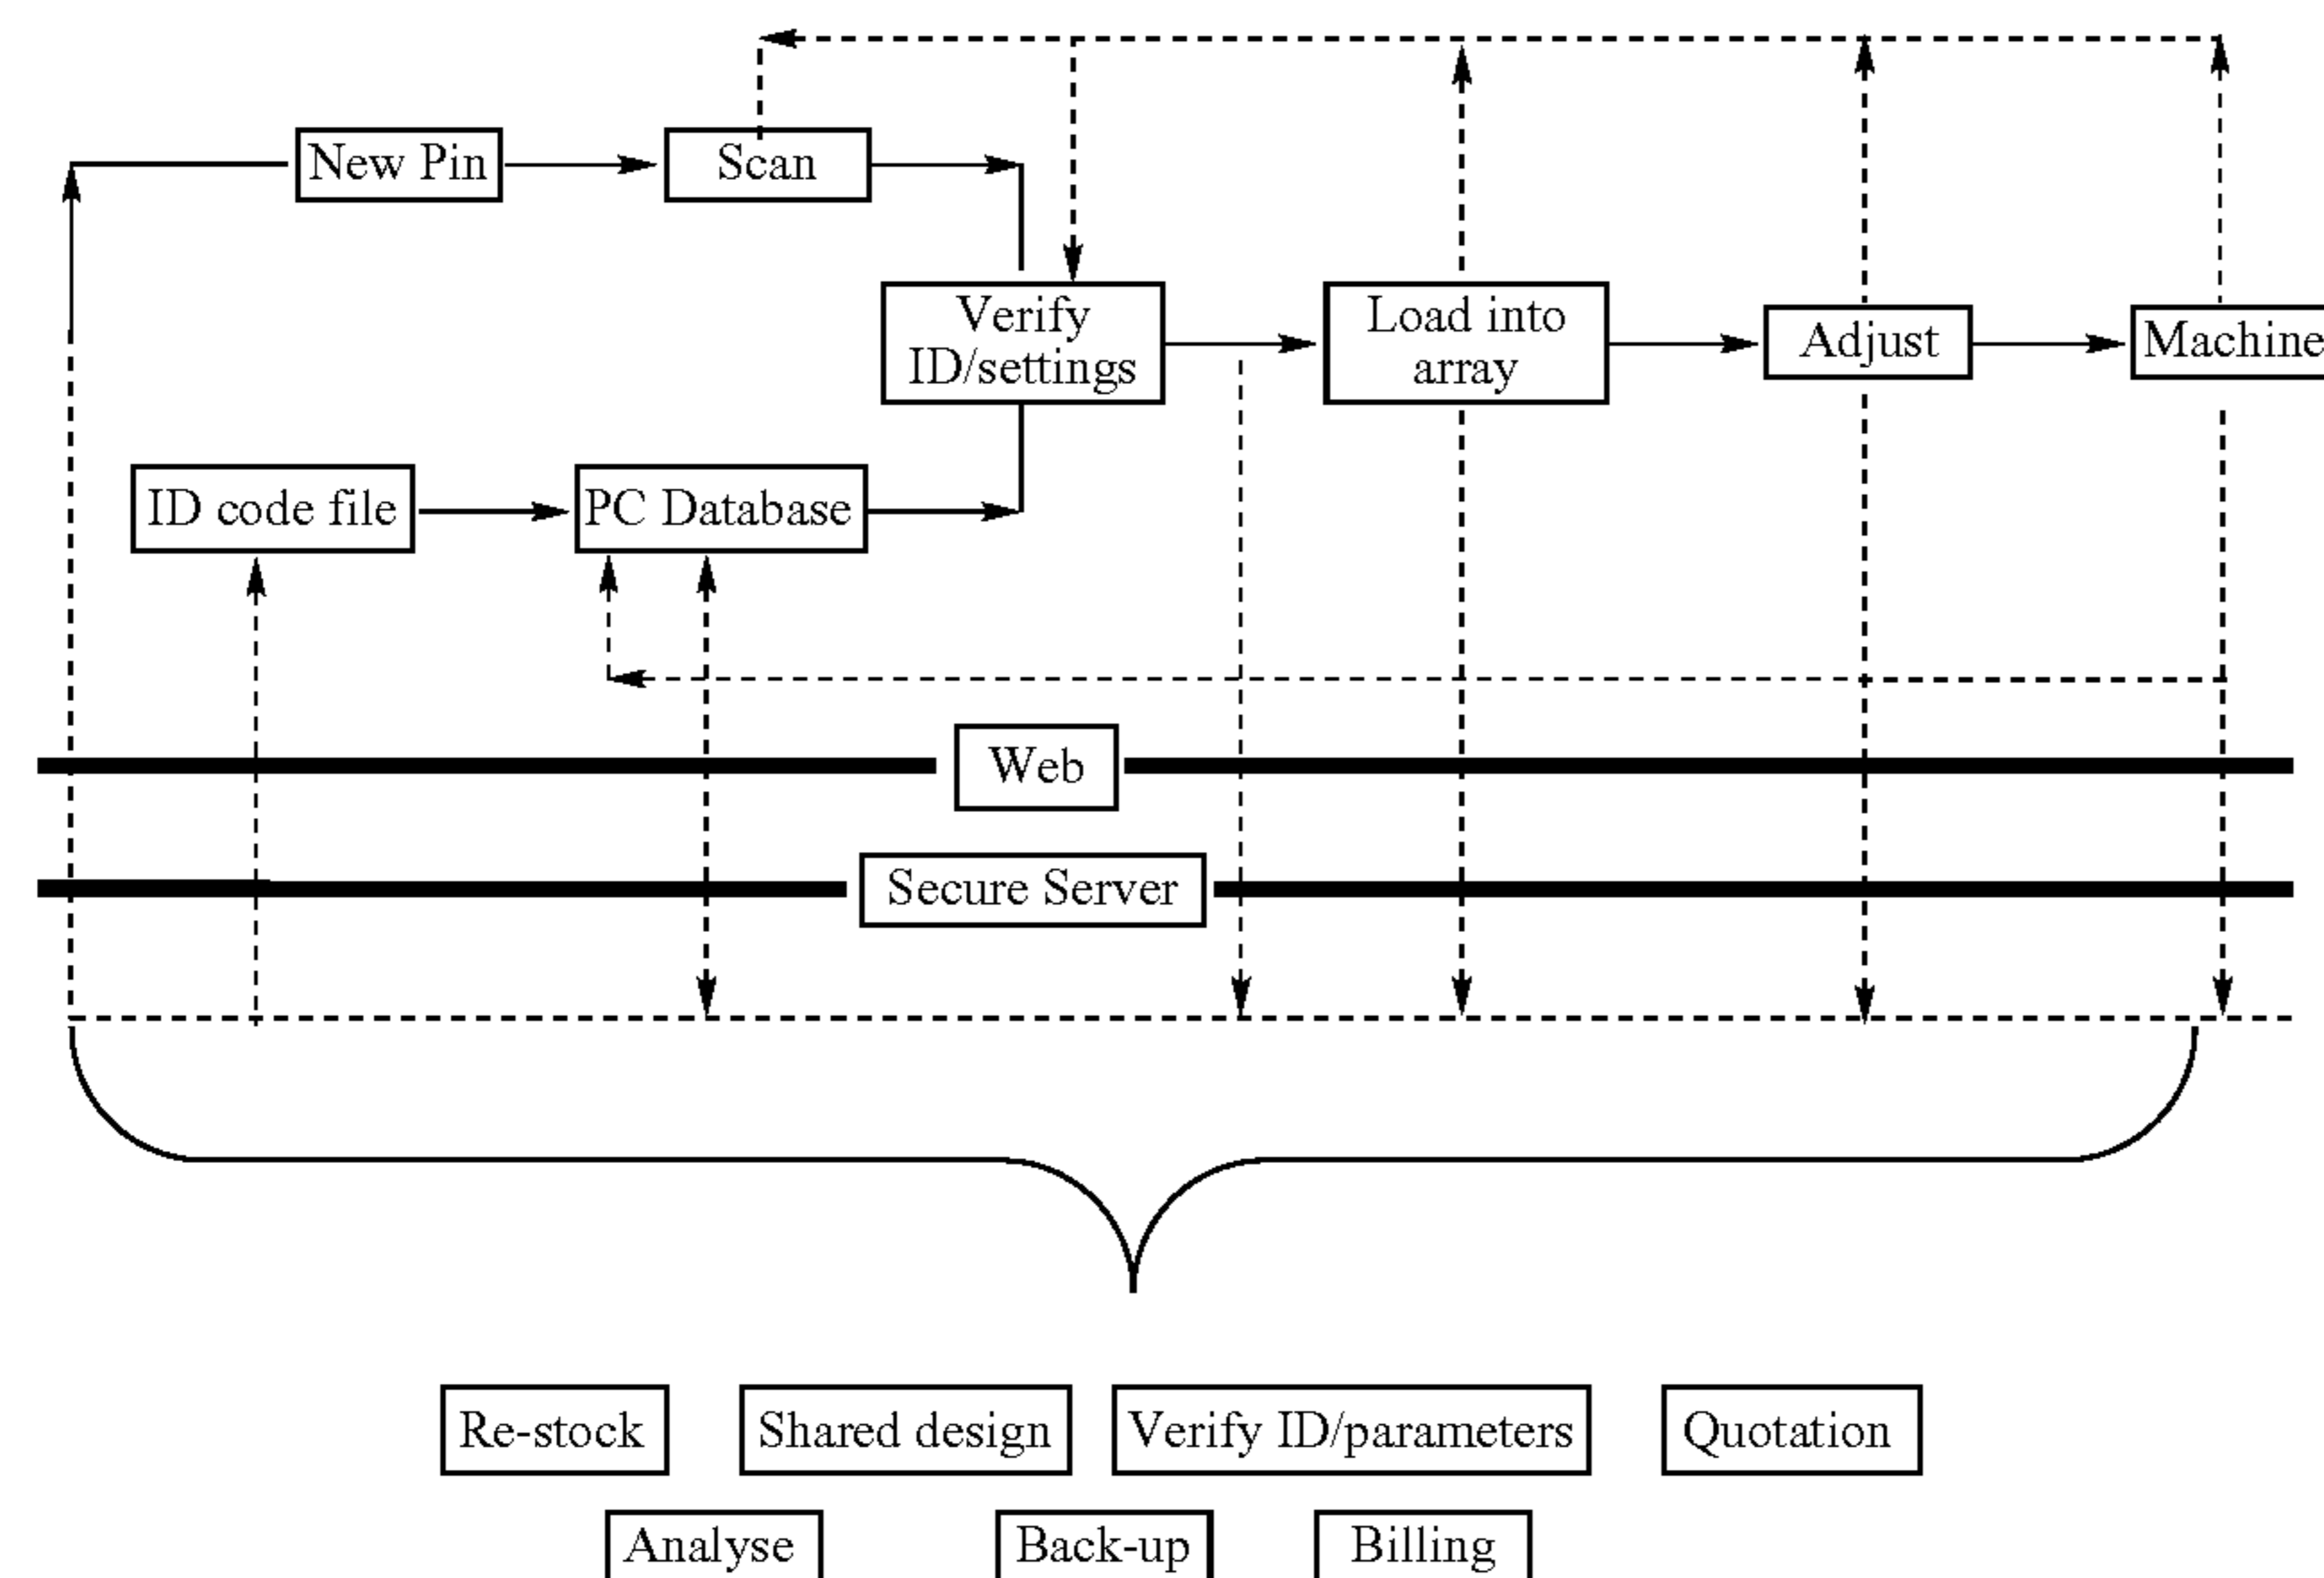 New Pin
Scan
Verify
ID/settings
Load into
array
Adjust
Machine
ID code file
PC Database
Web
Secure Server
Re-stock
Shared design
Verify ID/parameters
Quotation
Analyse
Back-up
Billing